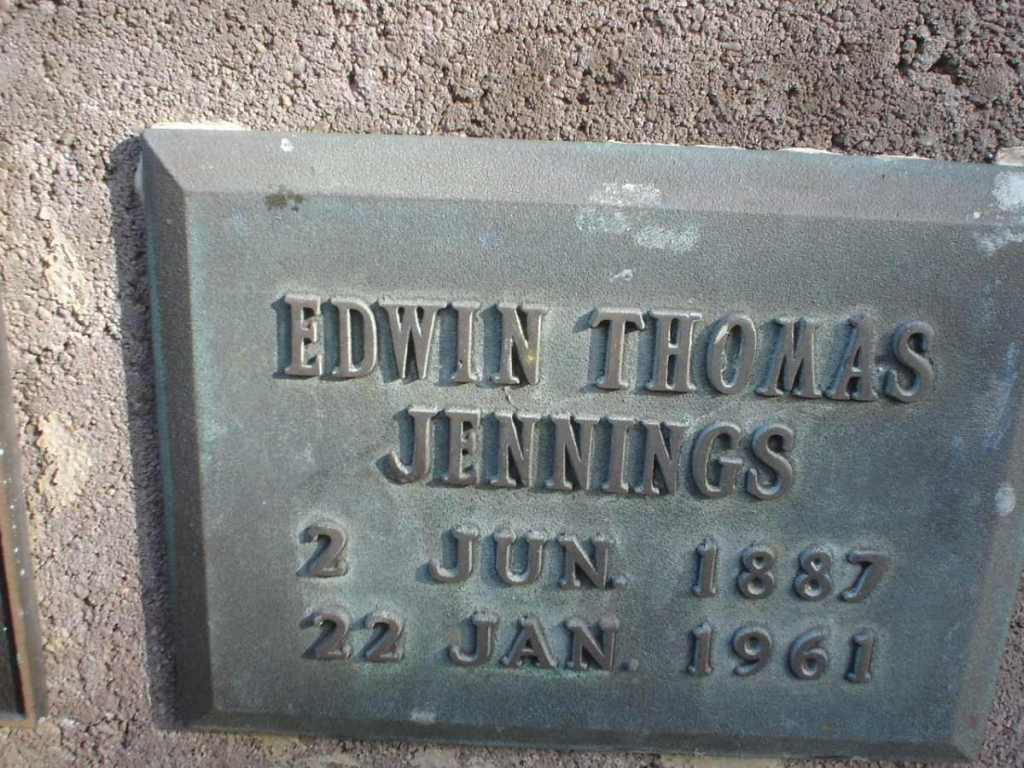 EDWIN THOMAS
JENNINGS
2 JUN. 1887
22 JAN. 1961